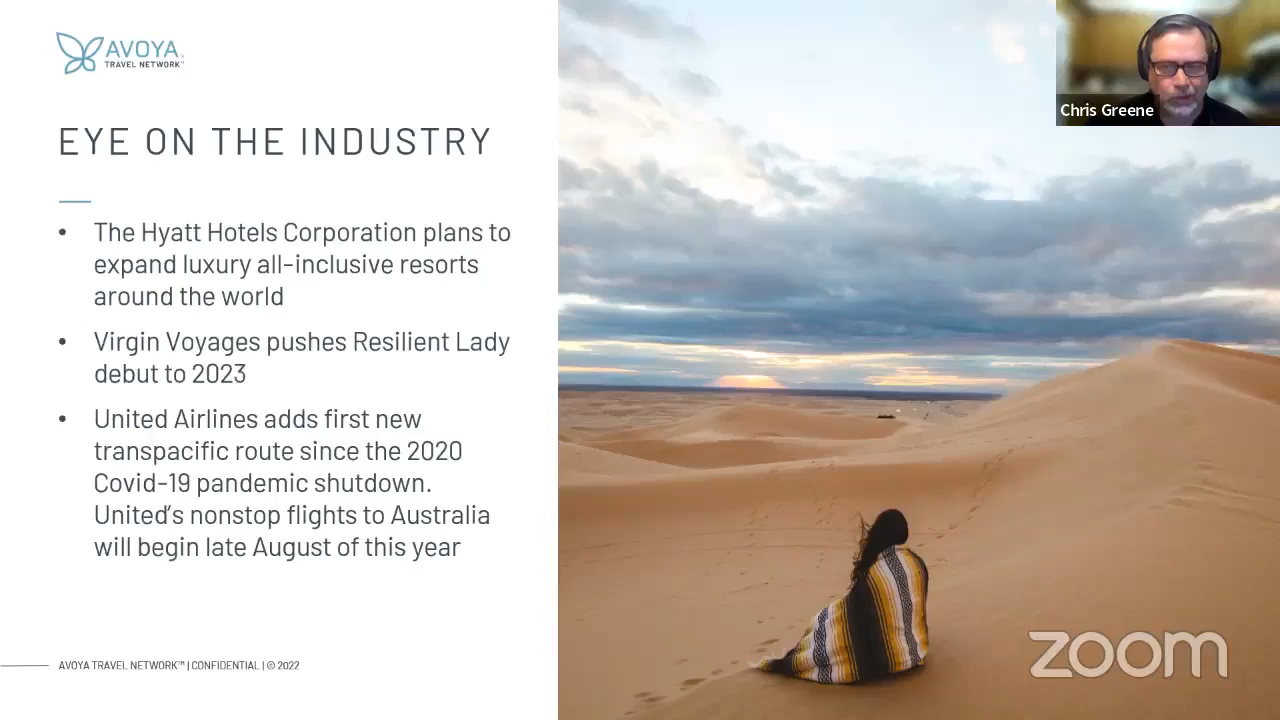 AVOYA
TRAVEL NETWORK™
Chris Greene
EYE ON THE INDUSTRY
• The Hyatt Hotels Corporation plans to
expand luxury all-inclusive resorts
around the world
• Virgin Voyages pushes Resilient Lady
debut to 2023
• United Airlines adds first new
transpacific route since the 2020
Covid-19 pandemic shutdown.
United's nonstop flights to Australia
will begin late August of this year
AVOYA TRAVEL NETWORK™ | CONFIDENTIAL | © 2022
zoom